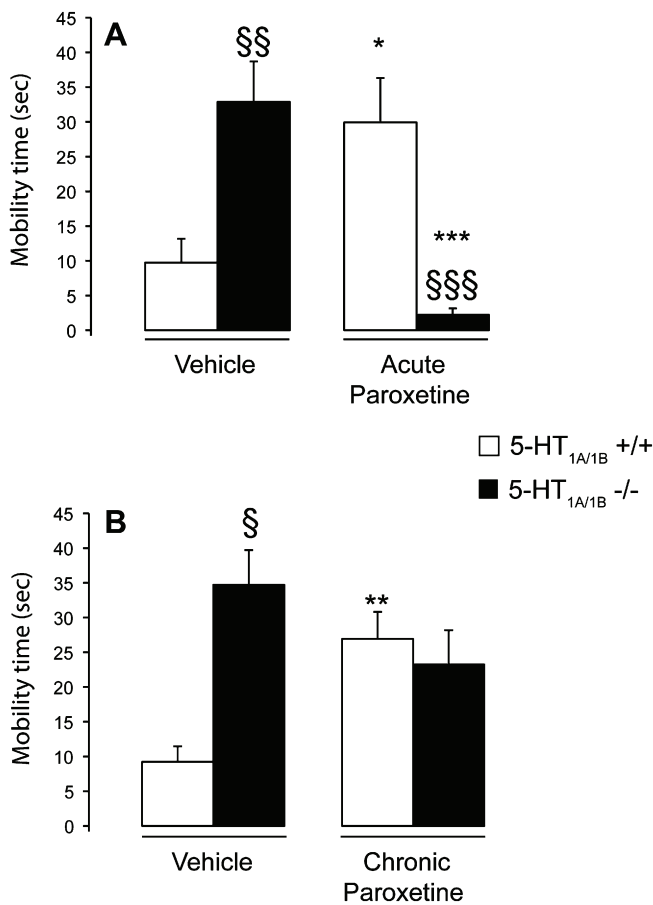 A
Mobility time (sec)
45
40
35
30
25
20
15
10
5
0
§§
*
***
§§§
Vehicle
Acute
Paroxetine
5-HT1A/1B +/+
5-HT1A/1B -/-
B
Mobility time (sec)
45
40
35
30
25
20
15
10
5
0
§
**
Vehicle
Chronic
Paroxetine